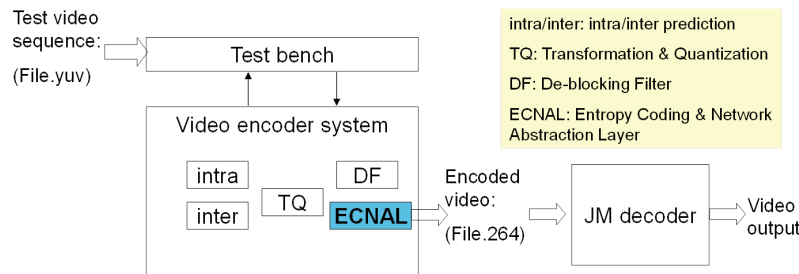 Test video
sequence:
(File.yuv)
Test bench
intra/inter: intra/inter prediction
TQ: Transformation & Quantization
DF: De-blocking Filter
ECNAL: Entropy Coding & Network
Abstraction Layer
Video encoder system
intra
DF
TQ
inter
ECNAL
Encoded
video:
(File.264)
JM decoder
Video
output